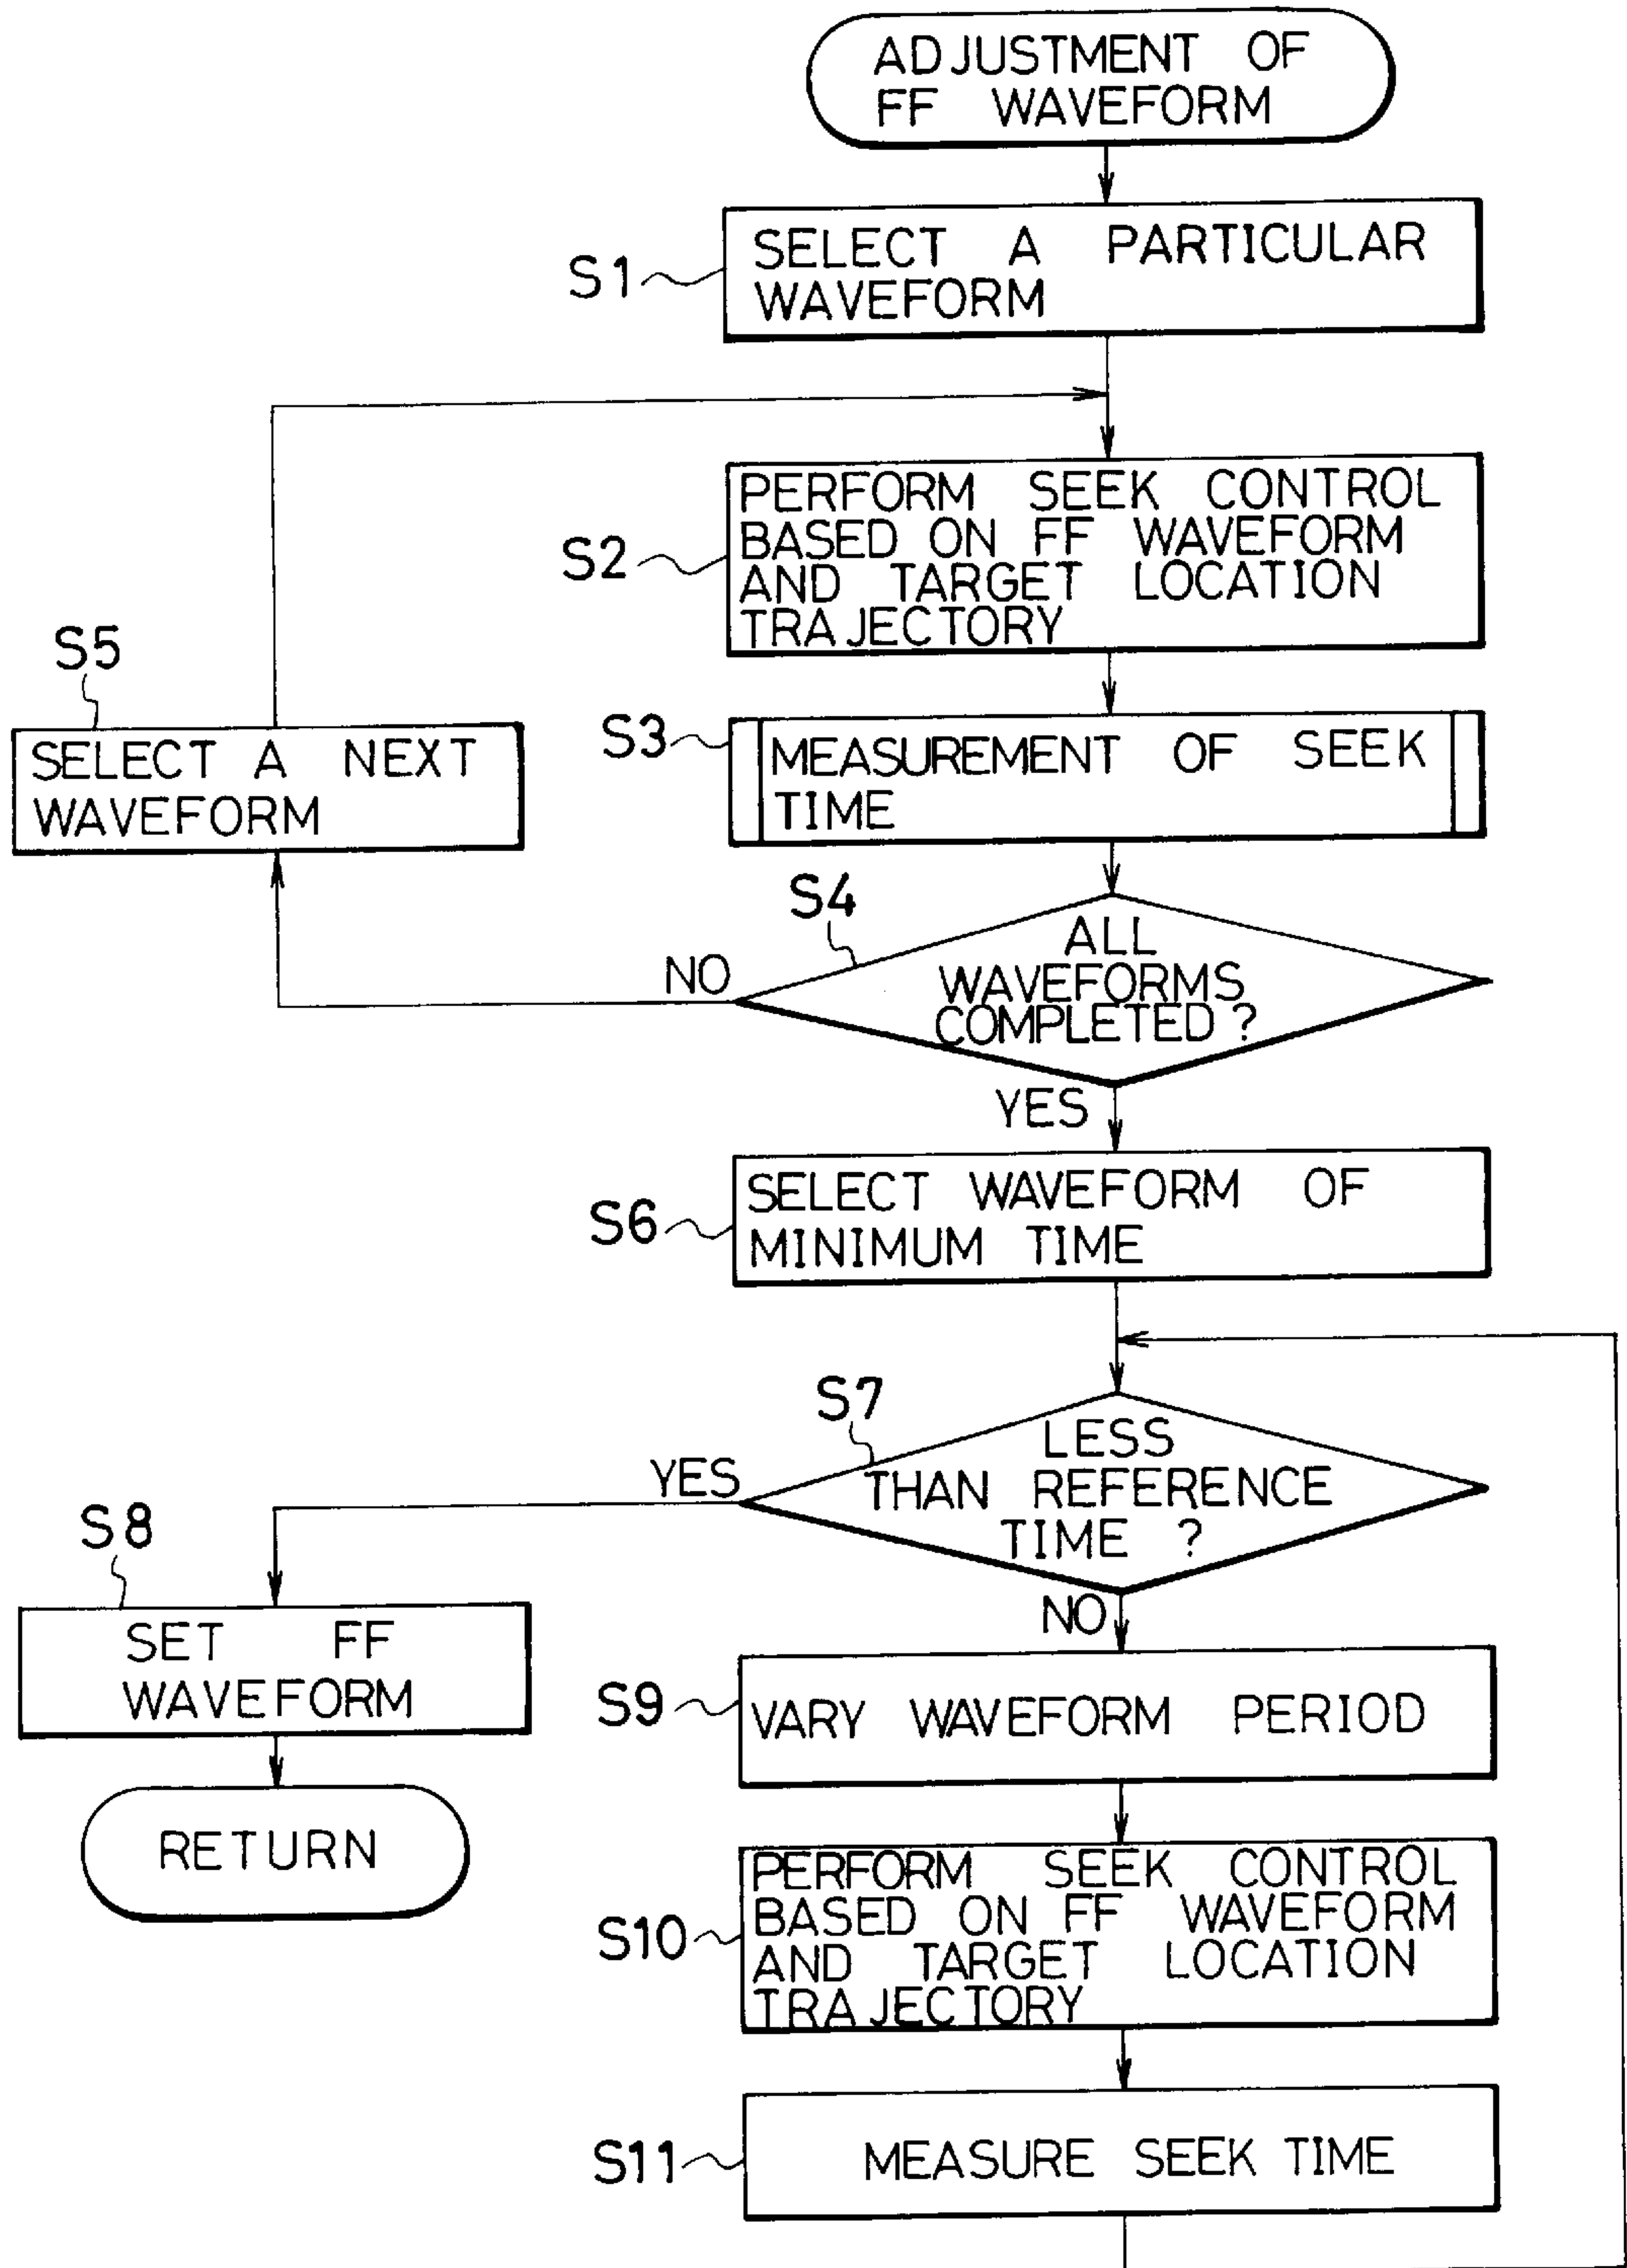 ADJUSTMENT OF
FF WAVEFORM
S1
SELECT A PARTICULAR
WAVEFORM
S2
PERFORM SEEK CONTROL
BASED ON FF WAVEFORM
AND TARGET LOCATION
TRAJECTORY
S5
SELECT A NEXT
WAVEFORM
S3
MEASUREMENT OF SEEK
TIME
S4
ALL
WAVEFORMS
COMPLETED ?
NO
YES
S6
SELECT WAVEFORM OF
MINIMUM TIME
S7
LESS
THAN REFERENCE
TIME ?
YES
NO
S8
SET FF
WAVEFORM
RETURN
S9
VARY WAVEFORM PERIOD
S10
PERFORM SEEK CONTROL
BASED ON FF WAVEFORM
AND TARGET LOCATION
TRAJECTORY
S11
MEASURE SEEK TIME